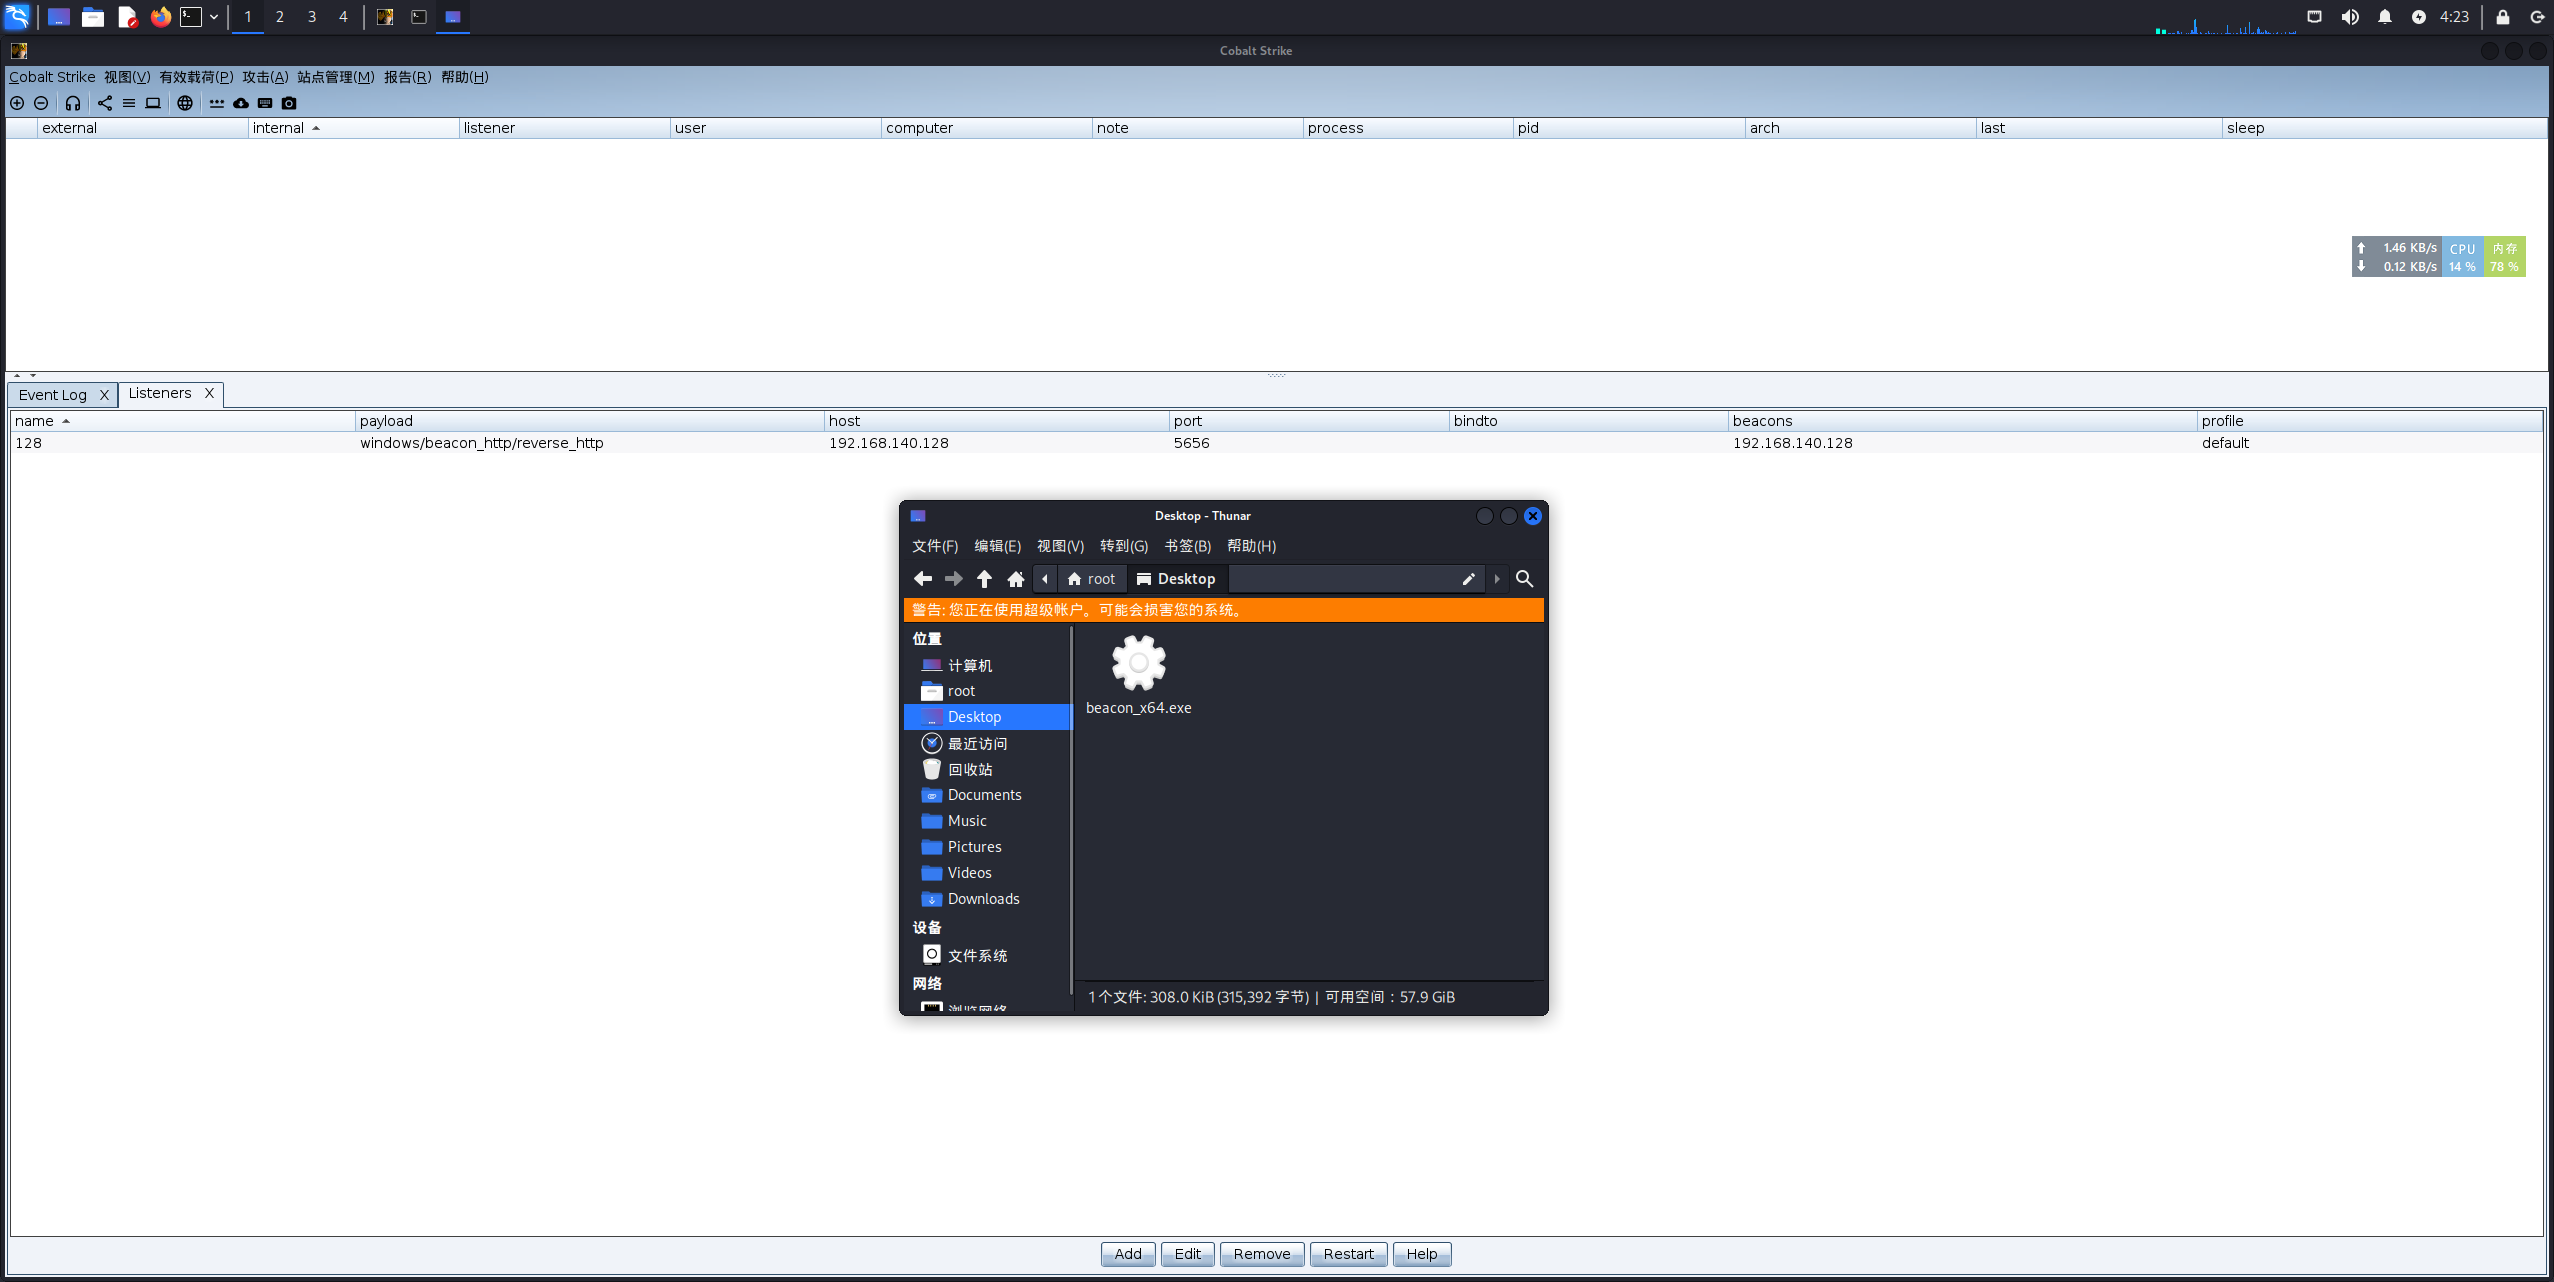 1 2 3 4 4:23
Cobalt Strike
Cobalt Strike 视图(V) 有效载荷(P) 攻击(A) 站点管理(M) 报告(R) 帮助(H)
external internal listener user computer note process pid arch last sleep
1.46 KB/s CPU 内存
0.12 KB/s 14 % 78 %
Event Log X Listeners X
name payload host port bindto beacons profile
128 windows/beacon_http/reverse_http 192.168.140.128 5656 192.168.140.128 default
Desktop - Thunar
文件(F) 编辑(E) 视图(V) 转到(G) 书签(B) 帮助(H)
root Desktop
警告: 您正在使用超级帐户。可能会损害您的系统。
位置
计算机
root
Desktop
最近访问
回收站
Documents
Music
Pictures
Videos
Downloads
设备
文件系统
网络
浏览网络
beacon_x64.exe
1 个文件: 308.0 KiB (315,392 字节) | 可用空间：57.9 GiB
Add Edit Remove Restart Help